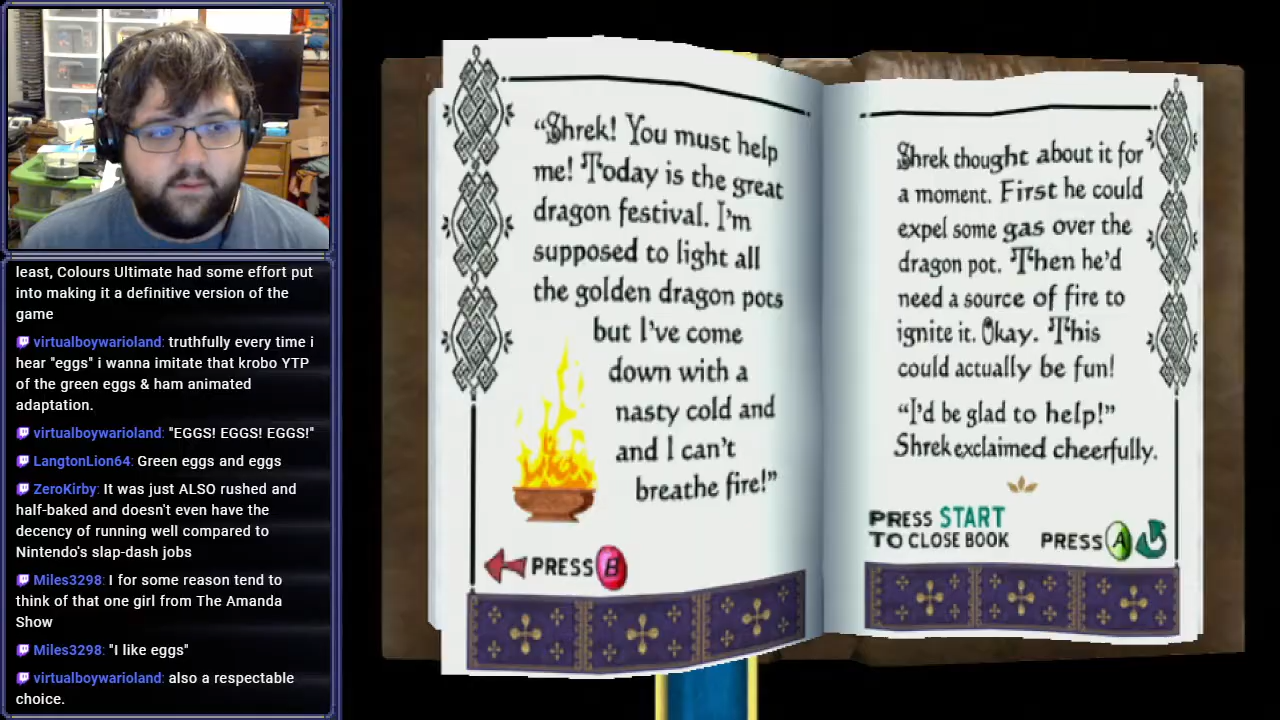 least, Colours Ultimate had some effort put
into making it a definitive version of the
game
virtualboywarioland: truthfully every time i
hear "eggs" i wanna imitate that krobo YTP
of the green eggs & ham animated
adaptation.
virtualboywarioland: "EGGS! EGGS! EGGS!"
LangtonLion64: Green eggs and eggs
ZeroKirby: It was just ALSO rushed and
half-baked and doesn't even have the
decency of running well compared to
Nintendo's slap-dash jobs
Miles3298: I for some reason tend to
think of that one girl from The Amanda
Show
Miles3298: "I like eggs"
virtualboywarioland: also a respectable
choice.
“Shrek! You must help
me! Today is the great
dragon festival. I'm
supposed to light all
the golden dragon pots
but I've come
down with a
nasty cold and
and I can't
breathe fire!”
PRESS B
Shrek thought about it for
a moment. First he could
expel some gas over the
dragon pot. Then he'd
need a source of fire to
ignite it. Okay. This
could actually be fun!
“I'd be glad to help!”
Shrek exclaimed cheerfully.
PRESS START
TO CLOSE BOOK
PRESS A